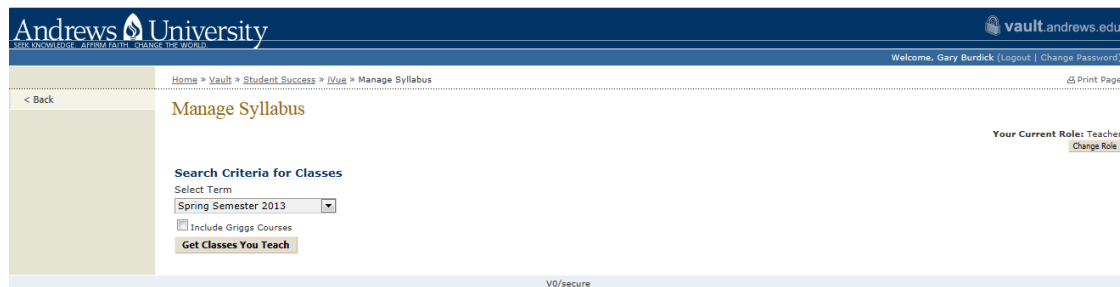 Andrews University
SEEK KNOWLEDGE. AFFIRM FAITH. CHANGE THE WORLD.
vault.andrews.edu
Welcome, Gary Burdick (Logout | Change Password)
Home » Vault » Student Success » iVue » Manage Syllabus
Print Page
< Back
Manage Syllabus
Your Current Role: Teacher
Change Role
Search Criteria for Classes
Select Term
Spring Semester 2013
Include Griggs Courses
Get Classes You Teach
V0/secure